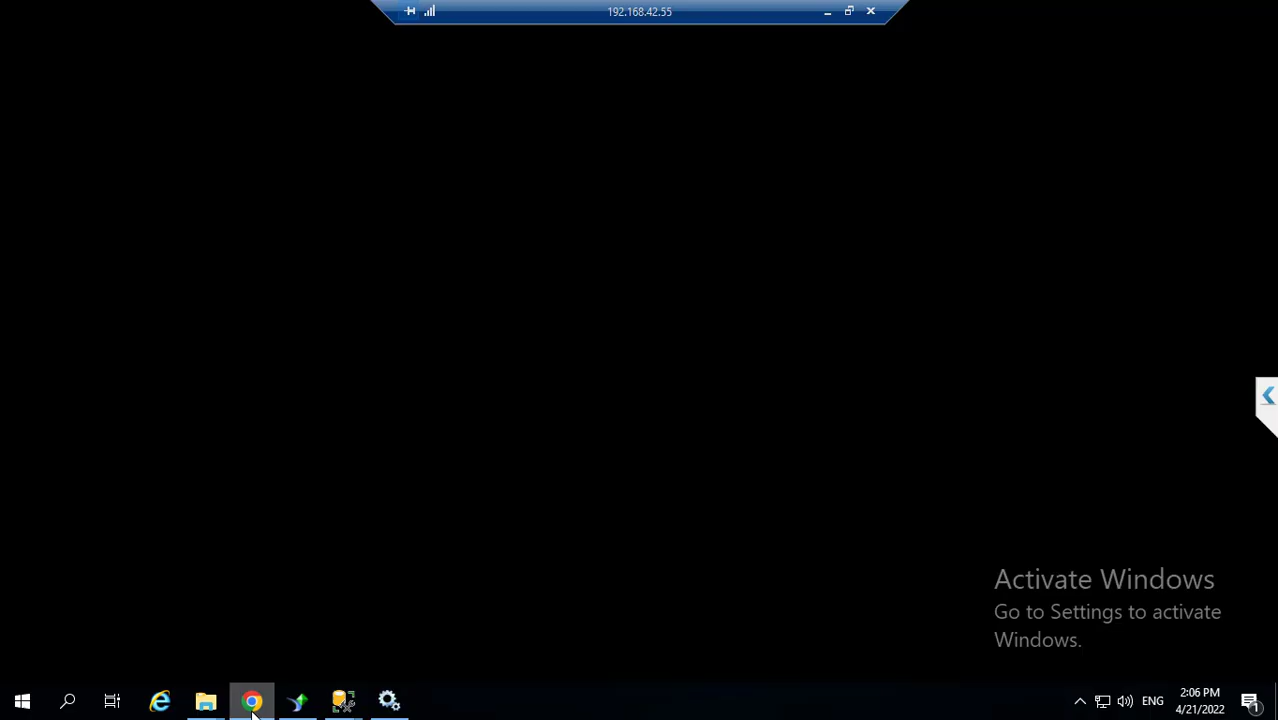 192.168.42.55
Activate Windows
Go to Settings to activate
Windows.
ENG
2:06 PM
4/21/2022
1